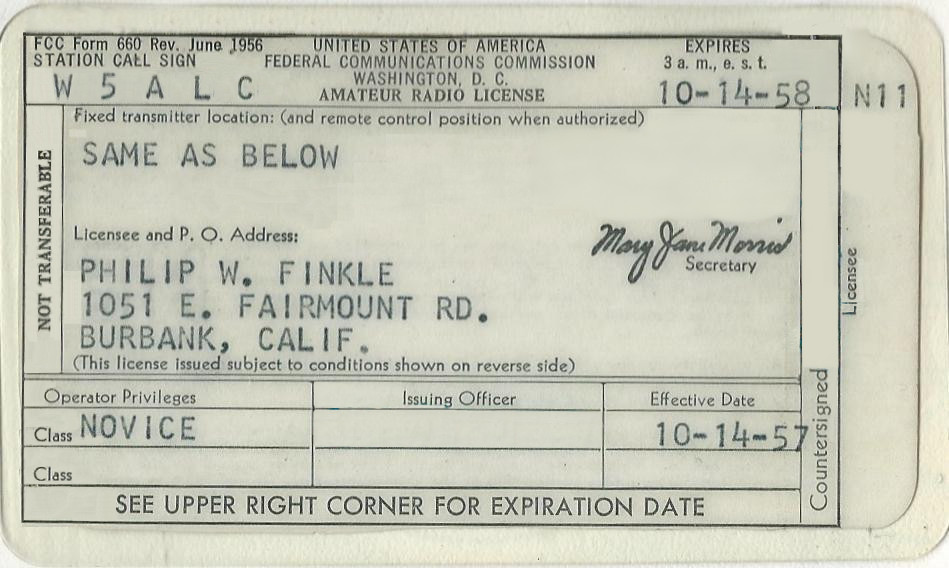 FCC Form 660 Rev. June 1956
UNITED STATES OF AMERICA
EXPIRES
STATION CALL SIGN
FEDERAL COMMUNICATIONS COMMISSION
3 a. m., e. s. t.
WASHINGTON, D. C.
W 5 A L C
AMATEUR RADIO LICENSE
10-14-58
N11
Fixed transmitter location: (and remote control position when authorized)
SAME AS BELOW
NOT TRANSFERABLE
Licensee and P. O. Address:
Mary Jane Morris
Secretary
PHILIP W. FINKLE
1051 E. FAIRMOUNT RD.
BURBANK, CALIF.
(This license issued subject to conditions shown on reverse side)
Licensee
Countersigned
Operator Privileges
Issuing Officer
Effective Date
Class NOVICE
10-14-57
Class
SEE UPPER RIGHT CORNER FOR EXPIRATION DATE